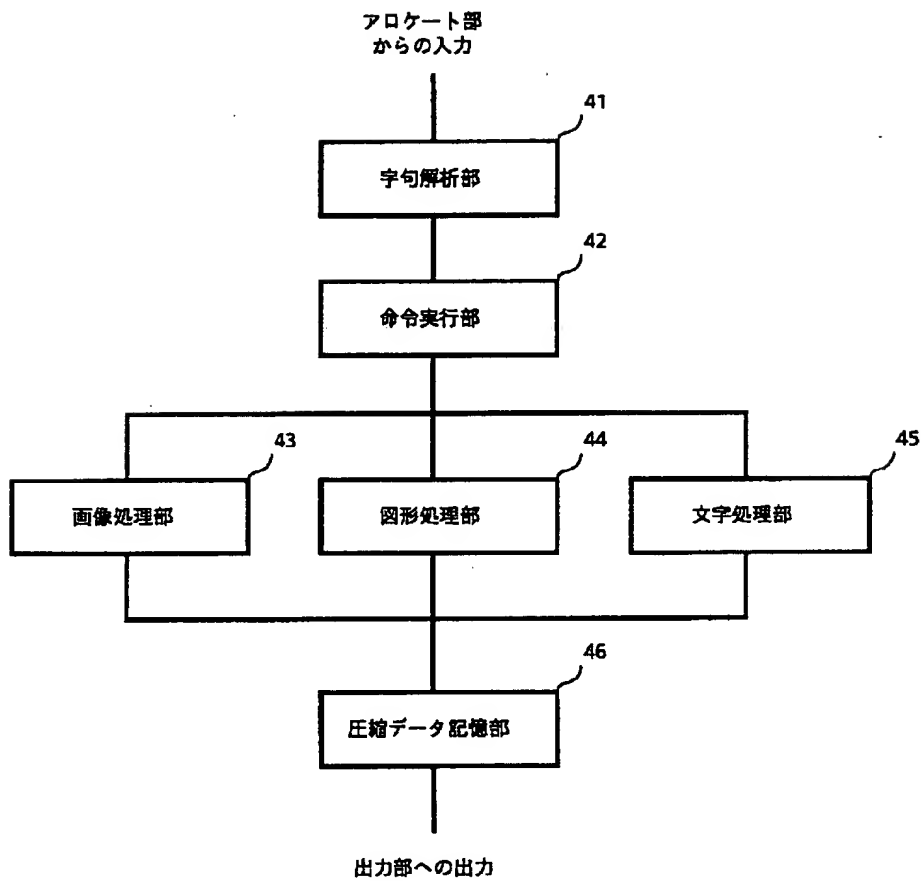 アロケート部
からの入力
41
字句解析部
42
命令実行部
43
画像処理部
44
図形処理部
45
文字処理部
46
圧縮データ記憶部
出力部への出力